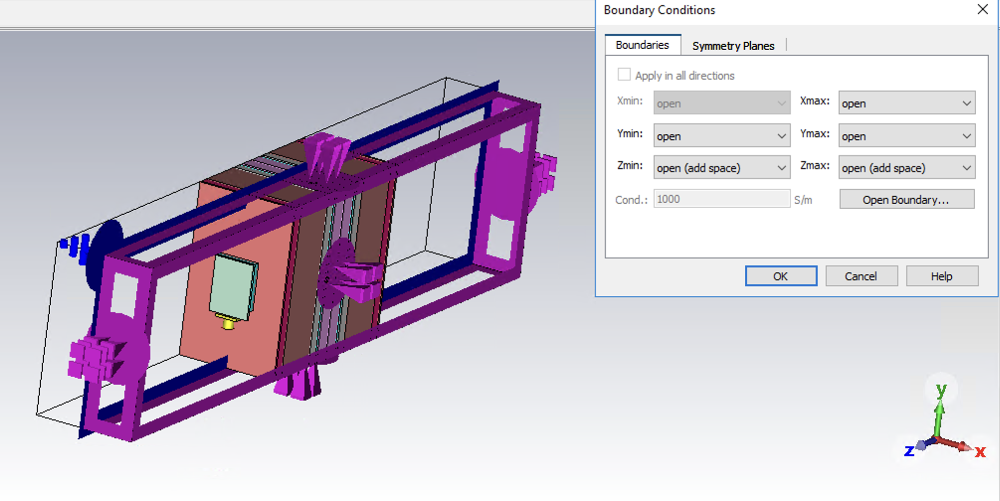 Boundary Conditions
Boundaries
Symmetry Planes
Apply in all directions
Xmin: open Xmax: open
Ymin: open Ymax: open
Zmin: open (add space) Zmax: open (add space)
Cond.: 1000 S/m Open Boundary...
OK Cancel Help
y
z x